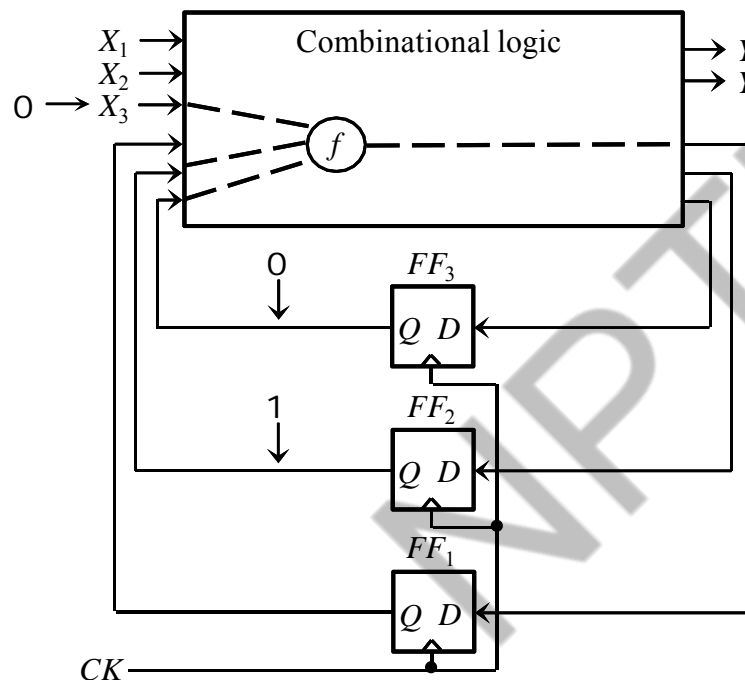 Combinational logic
X1
X2
0
X3
f
0
FF3
Q D
1
FF2
Q D
FF1
Q D
CK